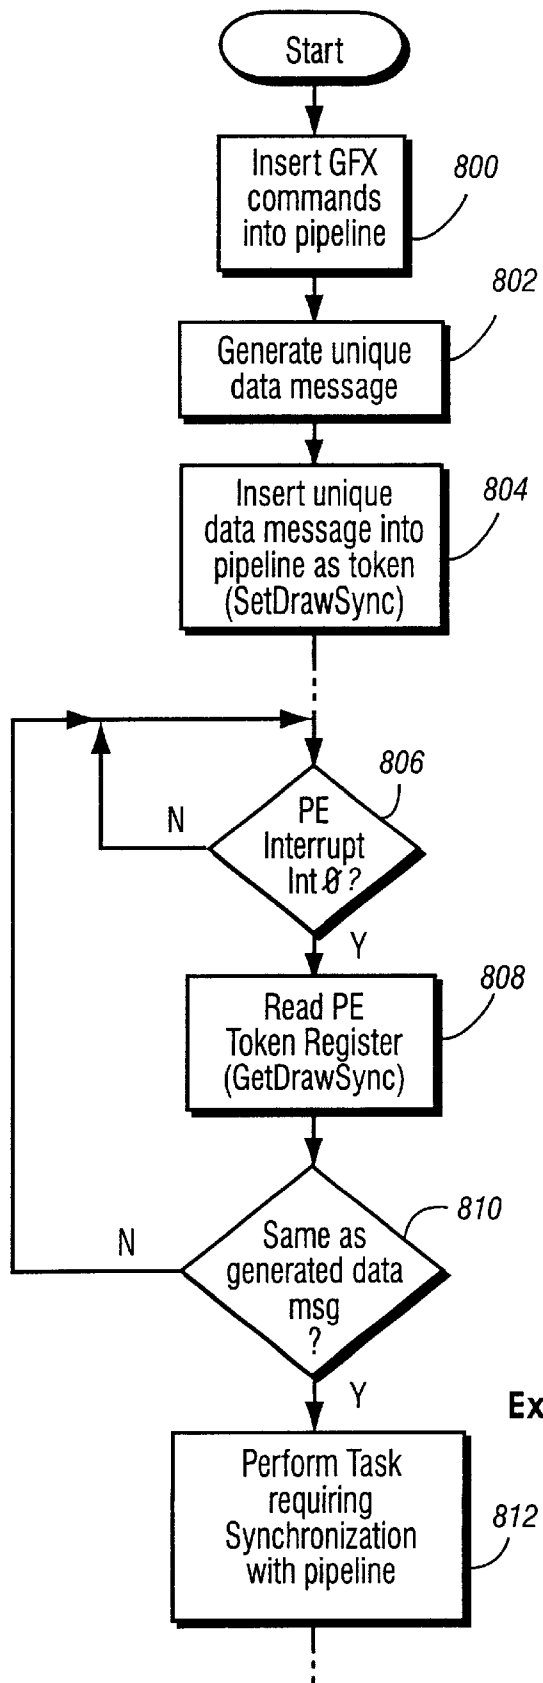 Start
Insert GFX
commands
into pipeline
800
802
Generate unique
data message
Insert unique
data message into
pipeline as token
(SetDrawSync)
804
806
N
PE
Interrupt
Int 0 ?
Y
808
Read PE
Token Register
(GetDrawSync)
810
N
Same as
generated data
msg
?
Y
Ex
Perform Task
requiring
Synchronization
with pipeline
812